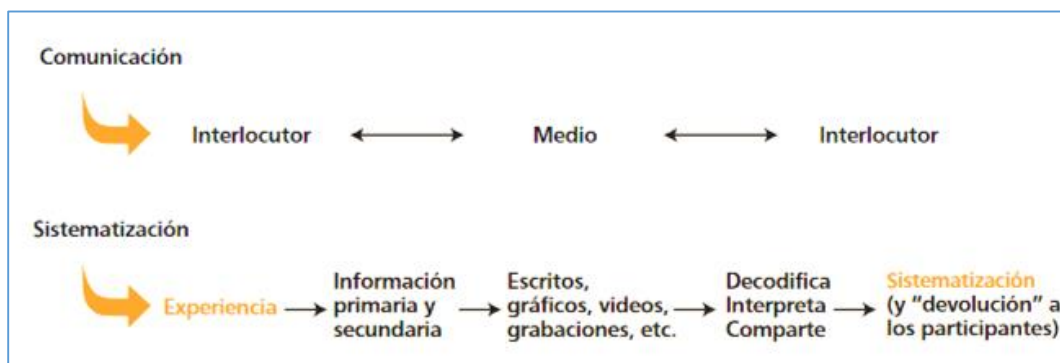 Comunicación
Interlocutor Medio Interlocutor
Sistematización
Experiencia
Información
primaria y
secundaria
Escritos,
gráficos, videos,
grabaciones, etc.
Decodifica
Interpreta
Comparte
Sistematización
(y "devolución" a
los participantes)